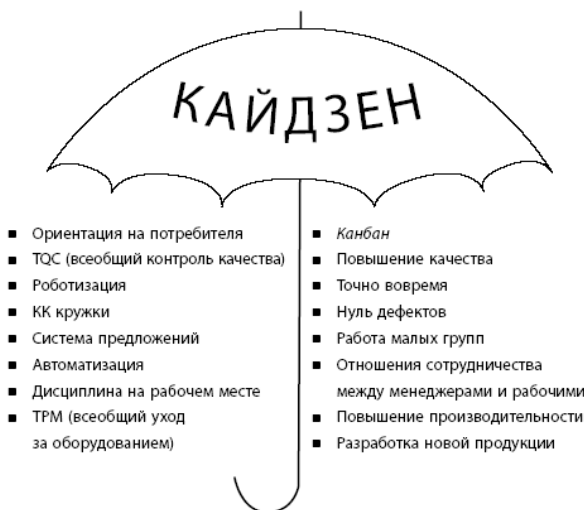 КАЙДЗЕН
■ Ориентация на потребителя
■ TQC (всеобщий контроль качества)
■ Роботизация
■ КК кружки
■ Система предложений
■ Автоматизация
■ Дисциплина на рабочем месте
■ ТРМ (всеобщий уход
за оборудованием)
■ Канбан
■ Повышение качества
■ Точно вовремя
■ Нуль дефектов
■ Работа малых групп
■ Отношения сотрудничества
между менеджерами и рабочими
■ Повышение производительности
■ Разработка новой продукции